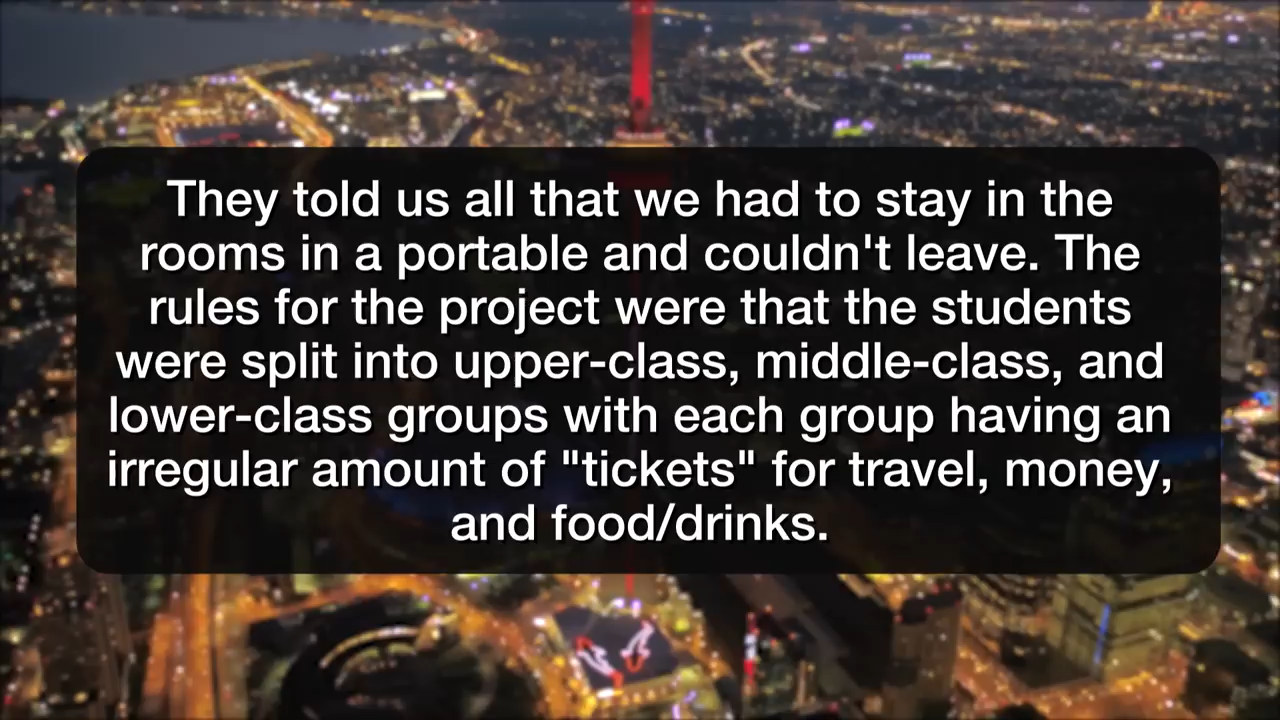 They told us all that we had to stay in the
rooms in a portable and couldn't leave. The
rules for the project were that the students
were split into upper-class, middle-class, and
lower-class groups with each group having an
irregular amount of "tickets" for travel, money,
and food/drinks.